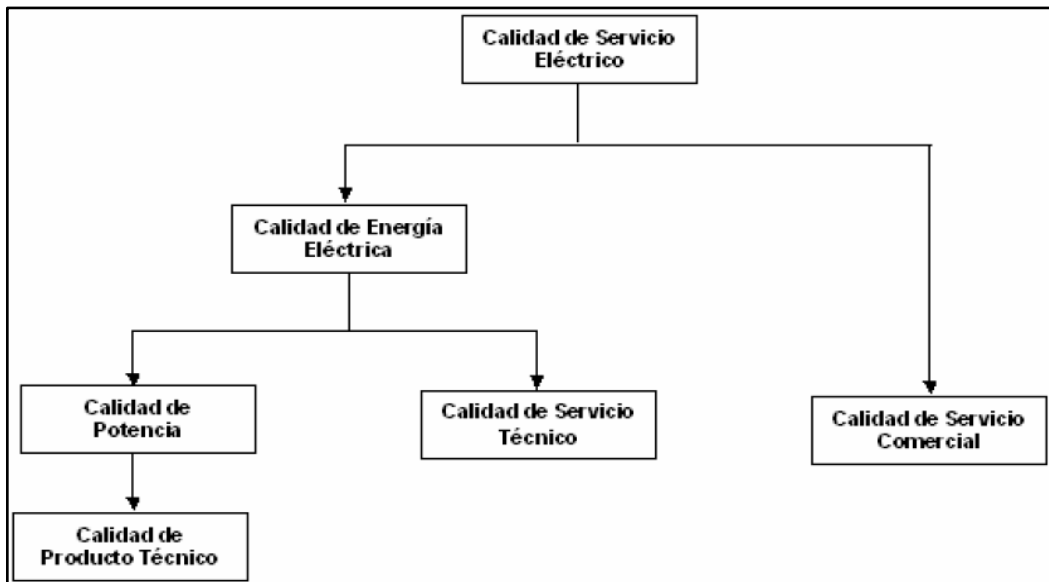 Calidad de Servicio
Eléctrico
Calidad de Energía
Eléctrica
Calidad de
Potencia
Calidad de Servicio
Técnico
Calidad de Servicio
Comercial
Calidad de
Producto Técnico